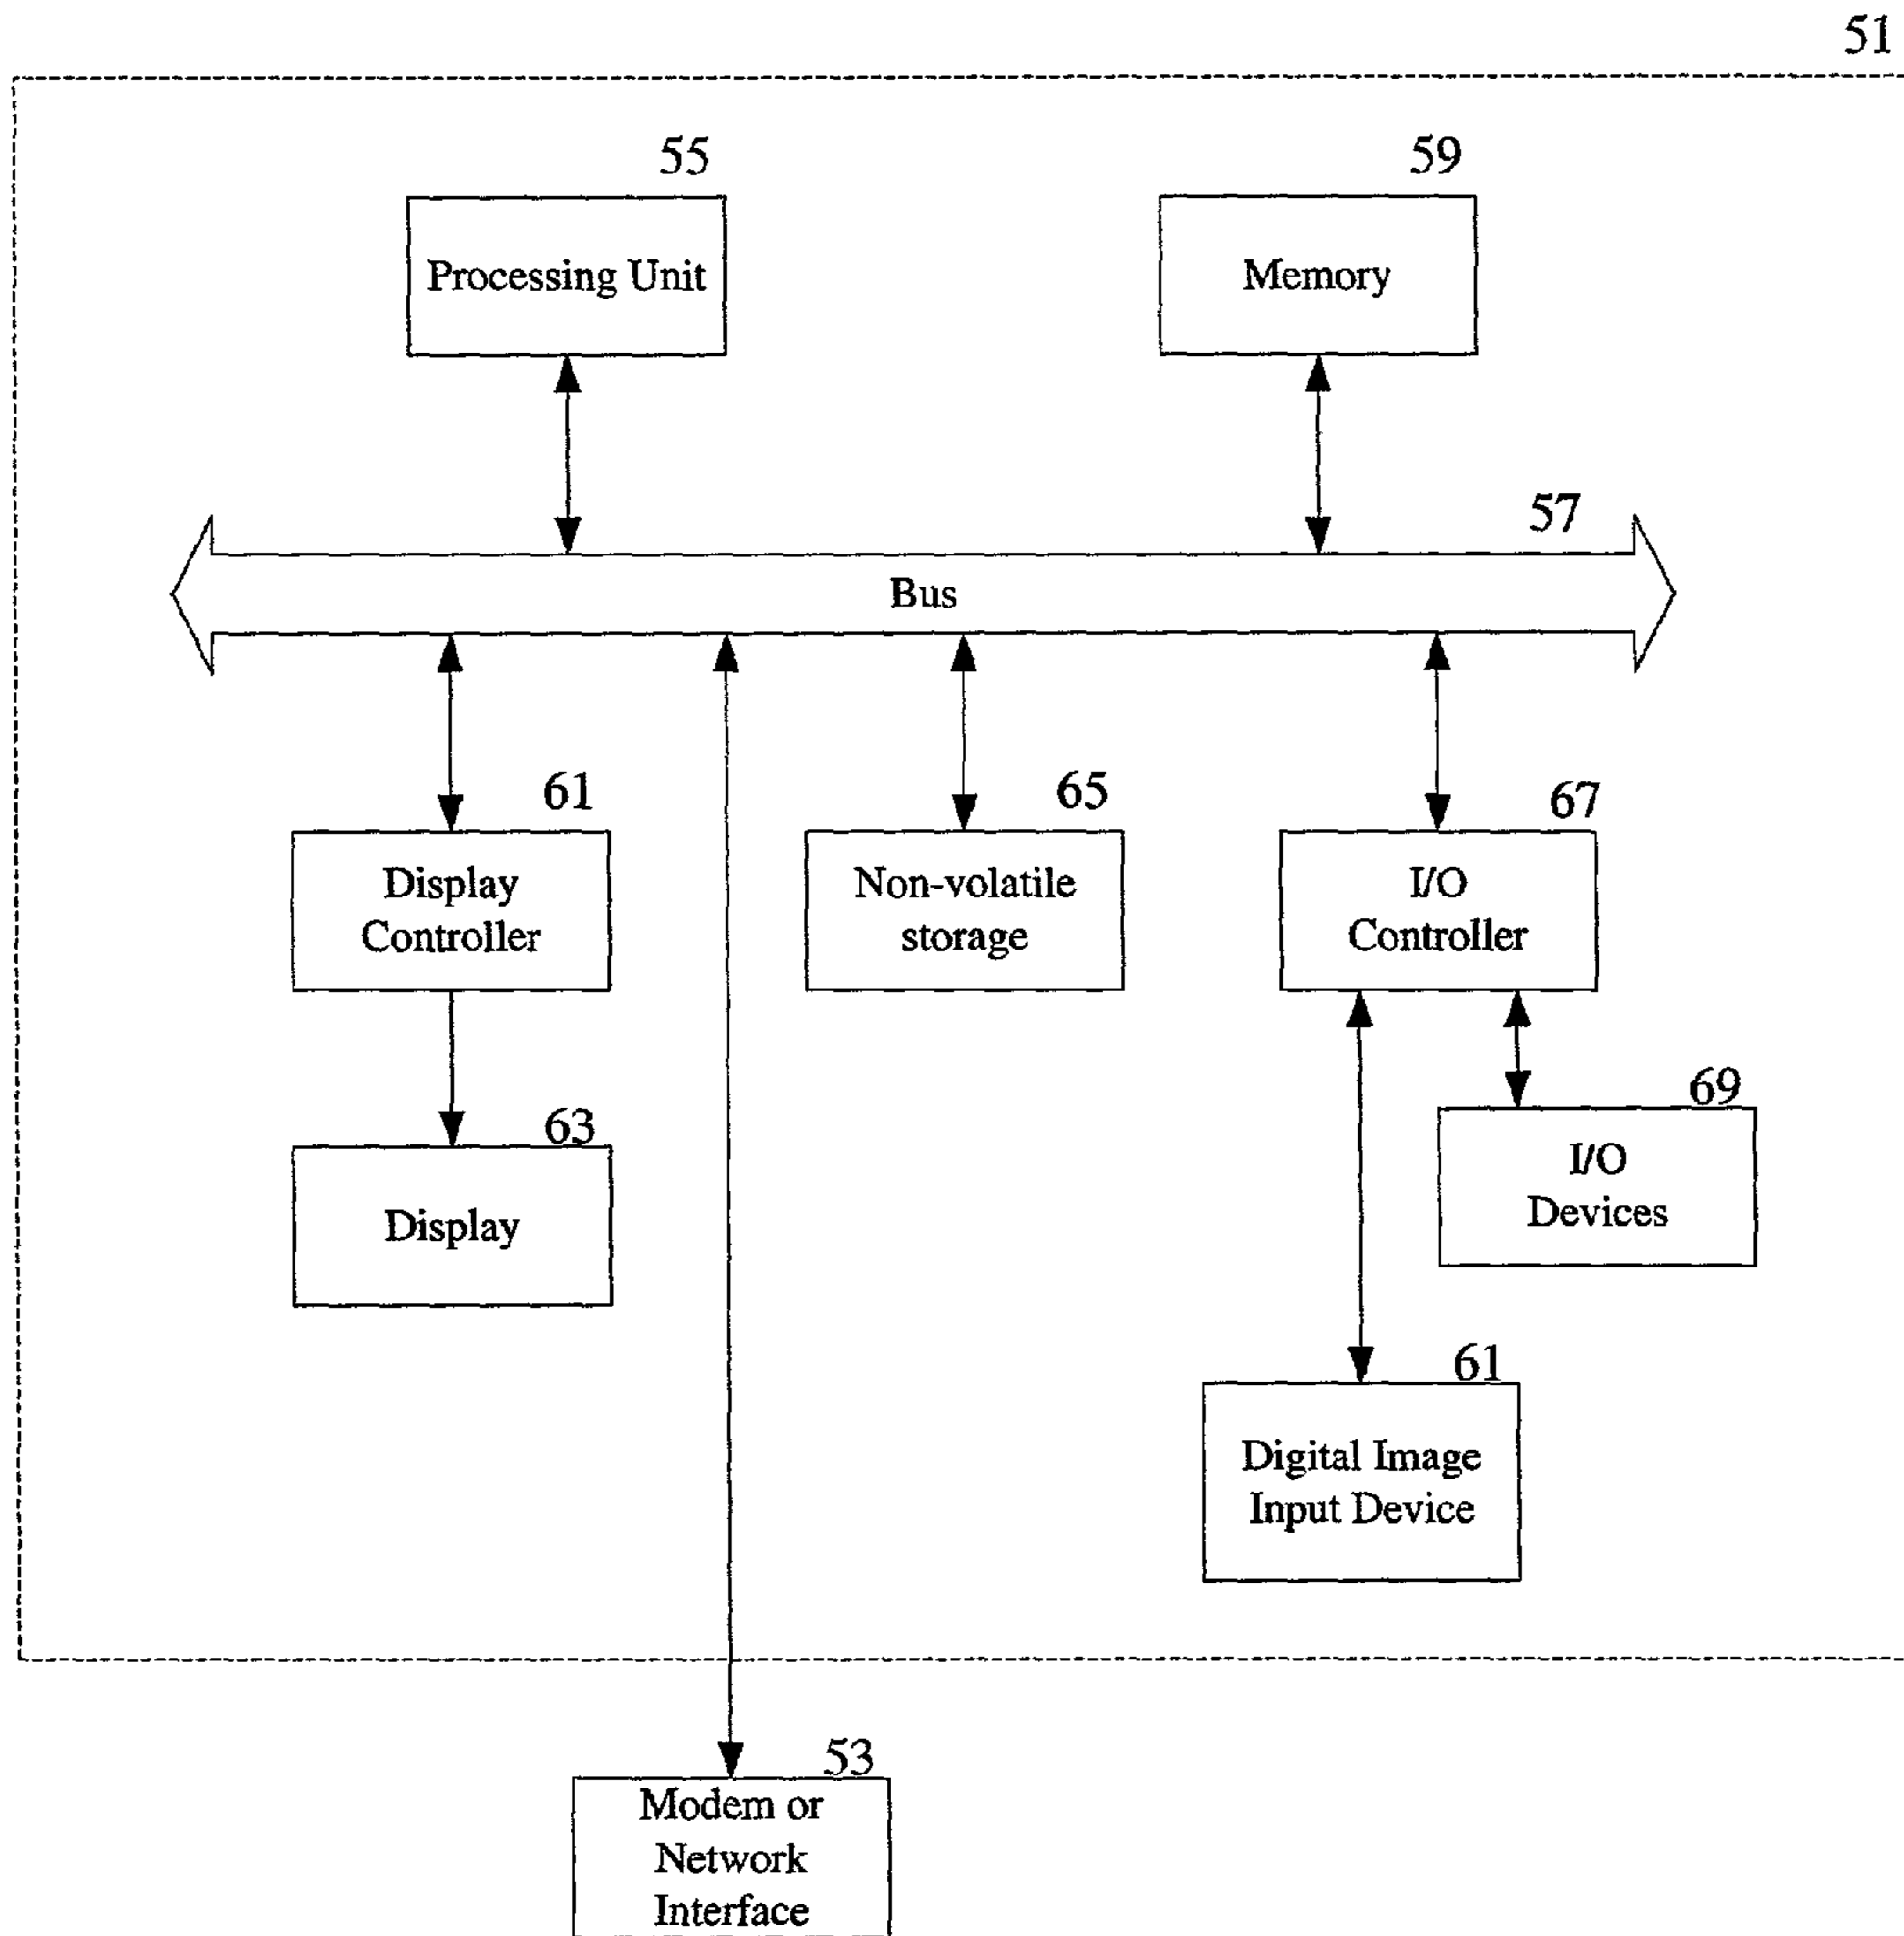 51
55
59
Processing Unit
Memory
57
Bus
61
65
67
Display
Controller
Non-volatile
storage
I/O
Controller
63
69
Display
I/O
Devices
61
Digital Image
Input Device
53
Modem or
Network
Interface